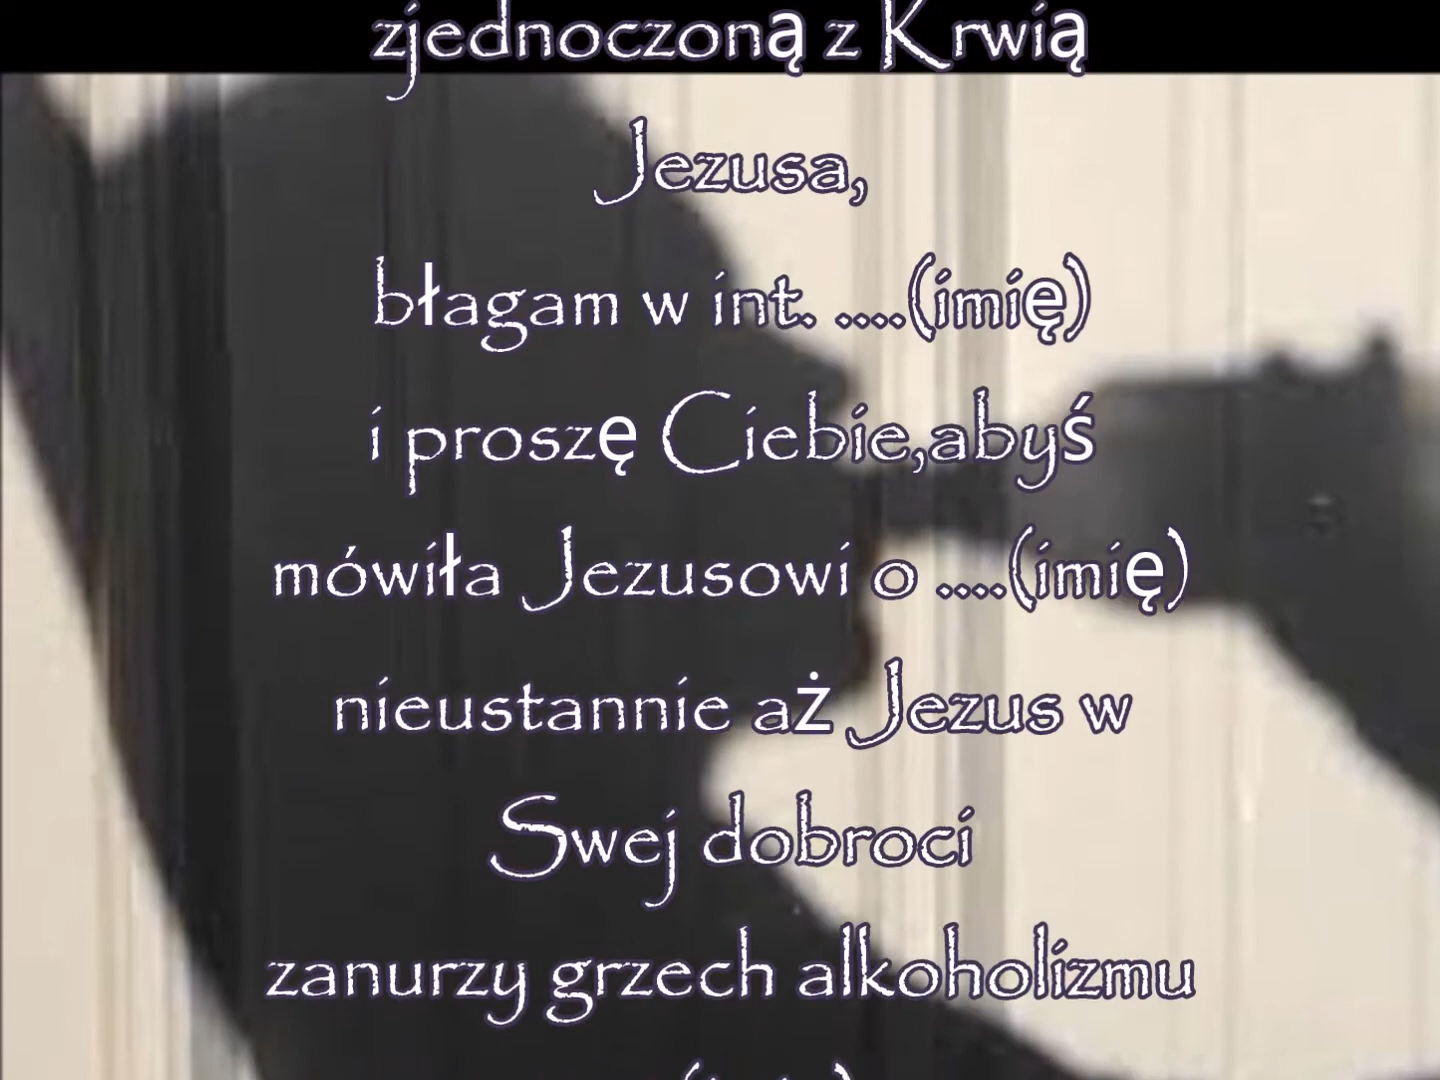 zjednoczoną z Krwią
Jezusa,
błagam w int. ....(imię)
i proszę Ciebie,abyś
mówiła Jezusowi o ....(imię)
nieustannie aż Jezus w
Swej dobroci
zanurzy grzech alkoholizmu